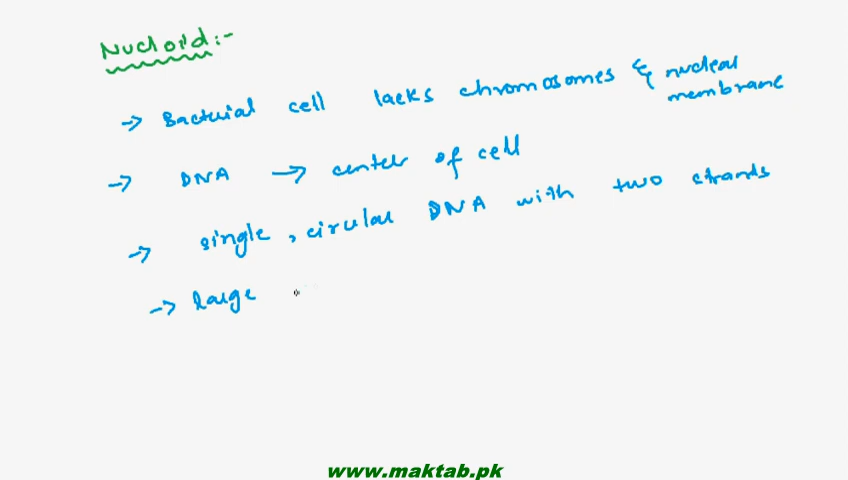 Nucloid:-
→ Bacterial cell lacks chromosomes & nuclear membrane
→ DNA → center of cell
→ single, cirular DNA with two strands
→ large
www.maktab.pk